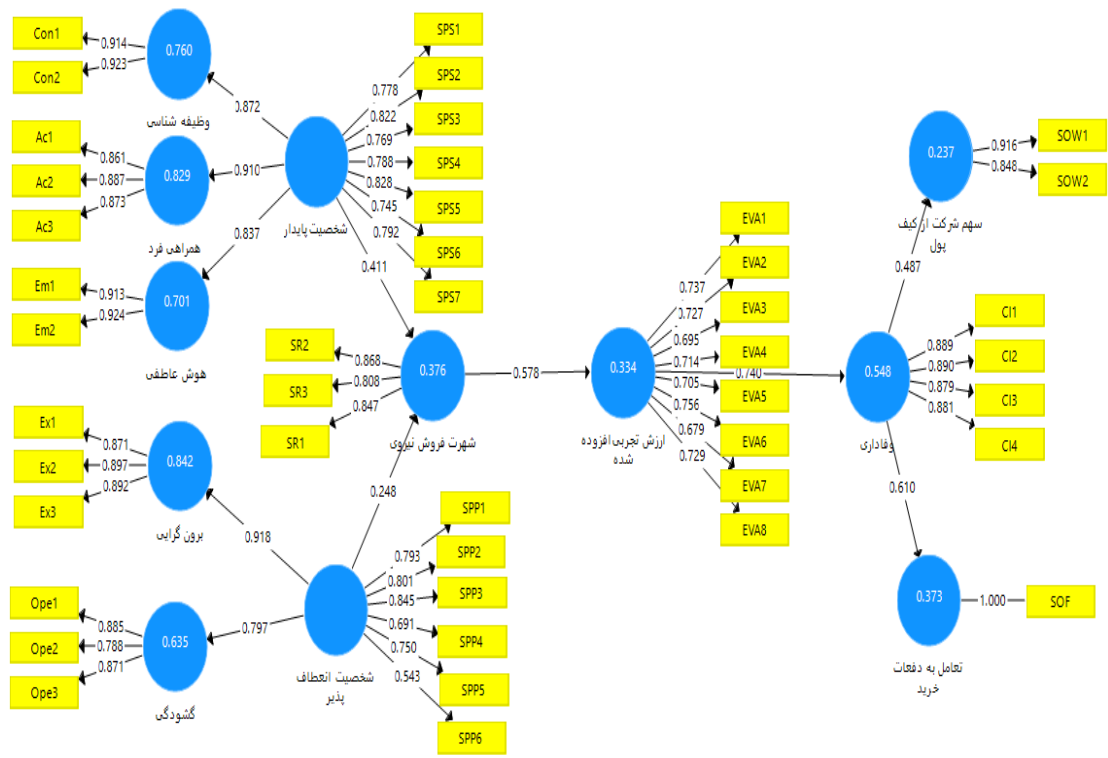 Con1
Con2
0.914
0.923
0.760
وظیفه شناسی
Ac1
Ac2
Ac3
0.861
0.887
0.873
0.829
همراهی فرد
Em1
Em2
0.913
0.924
0.701
هوش عاطفی
0.872
0.910
0.837
شخصیت پایدار
SPS1
SPS2
SPS3
SPS4
SPS5
SPS6
SPS7
0.778
0.822
0.769
0.788
0.828
0.745
0.792
0.411
SR2
SR3
SR1
0.868
0.808
0.847
0.376
شهرت فروش نیروی
0.248
Ex1
Ex2
Ex3
0.871
0.897
0.892
0.842
برون گرایی
Ope1
Ope2
Ope3
0.885
0.788
0.871
0.635
گشودگی
0.918
0.797
شخصیت انعطاف
پذیر
SPP1
SPP2
SPP3
SPP4
SPP5
SPP6
0.793
0.801
0.845
0.691
0.750
0.543
0.578
0.334
ارزش تجربی افزوده
شده
EVA1
EVA2
EVA3
EVA4
EVA5
EVA6
EVA7
EVA8
0.737
0.727
0.695
0.714
0.705
0.756
0.679
0.729
0.740
0.548
وفاداری
0.487
0.610
0.237
سهم شرکت از کیف
پول
0.916
0.848
SOW1
SOW2
0.889
0.890
0.879
0.881
CI1
CI2
CI3
CI4
0.373
تعامل به دفعات
خرید
1.000
SOF